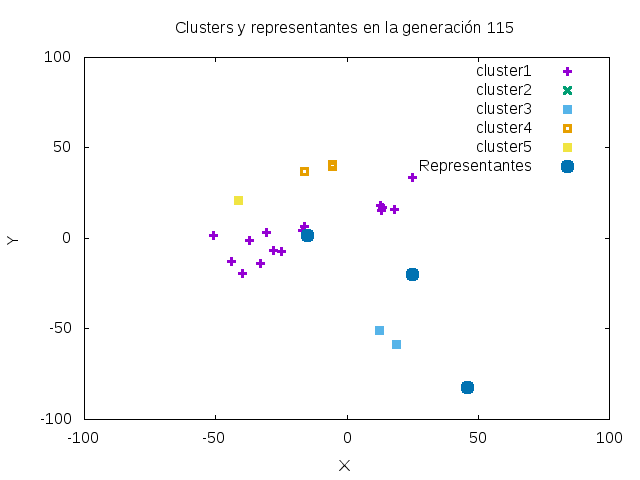 Clusters y representantes en la generación 115
100
50
0
-50
-100
-100
-50
0
50
100
Y
X
cluster1
cluster2
cluster3
cluster4
cluster5
Representantes